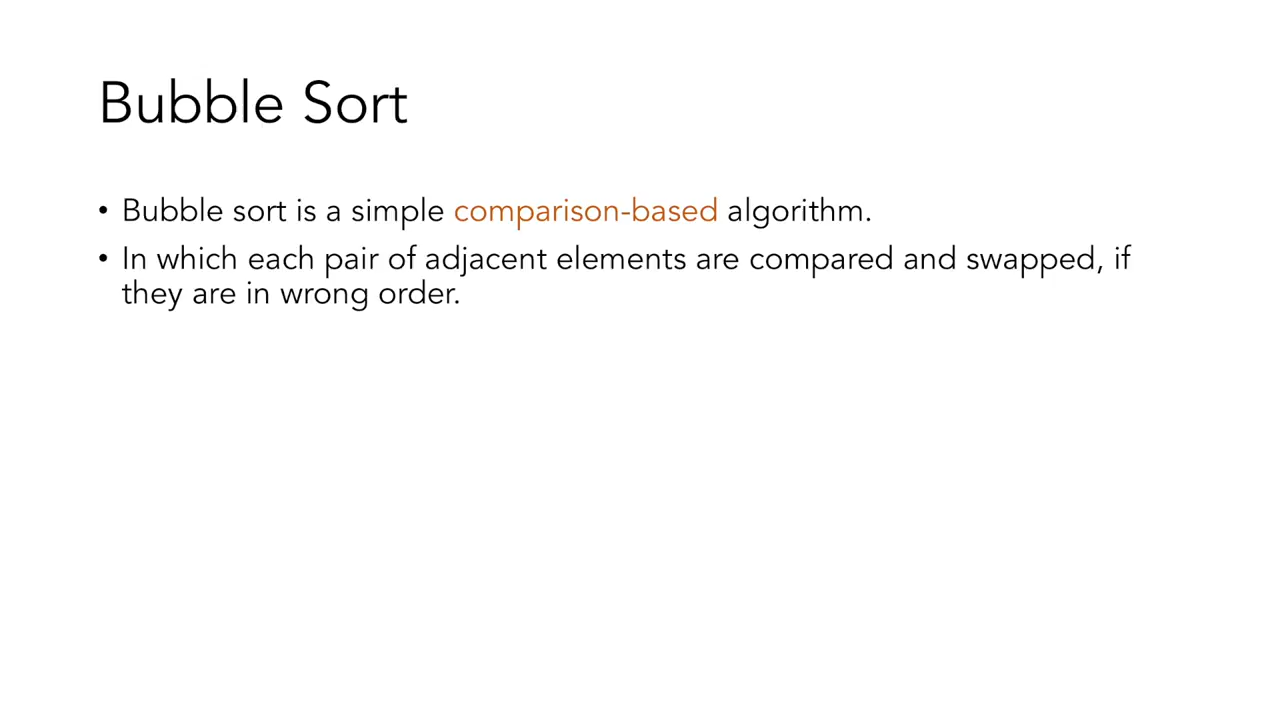 Bubble Sort
• Bubble sort is a simple comparison-based algorithm.
• In which each pair of adjacent elements are compared and swapped, if
they are in wrong order.